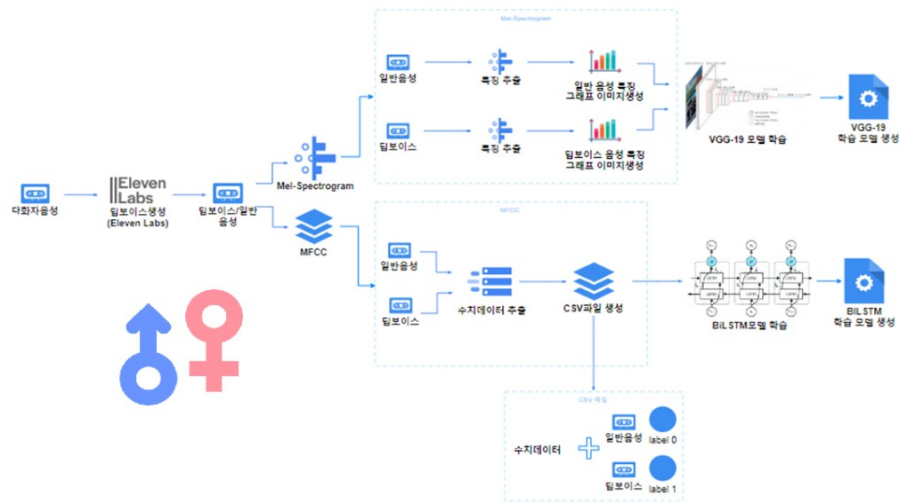 Mel-Spectrogram
일반음성
특징 추출
일반 음성 특징
그래프 이미지생성
딥보이스
특징 추출
딥보이스 음성 특징
그래프 이미지생성
VGG-19 모델 학습
VGG-19
학습 모델 생성
다화자음성
IIElevenLabs
딥보이스생성
(Eleven Labs)
딥보이스/일반
음성
Mel-Spectrogram
MFCC
MFCC
일반음성
딥보이스
수치데이터 추출
CSV파일 생성
BiLSTM모델 학습
BiLSTM
학습 모델 생성
CSV 파일
수치데이터
일반음성
label 0
딥보이스
label 1